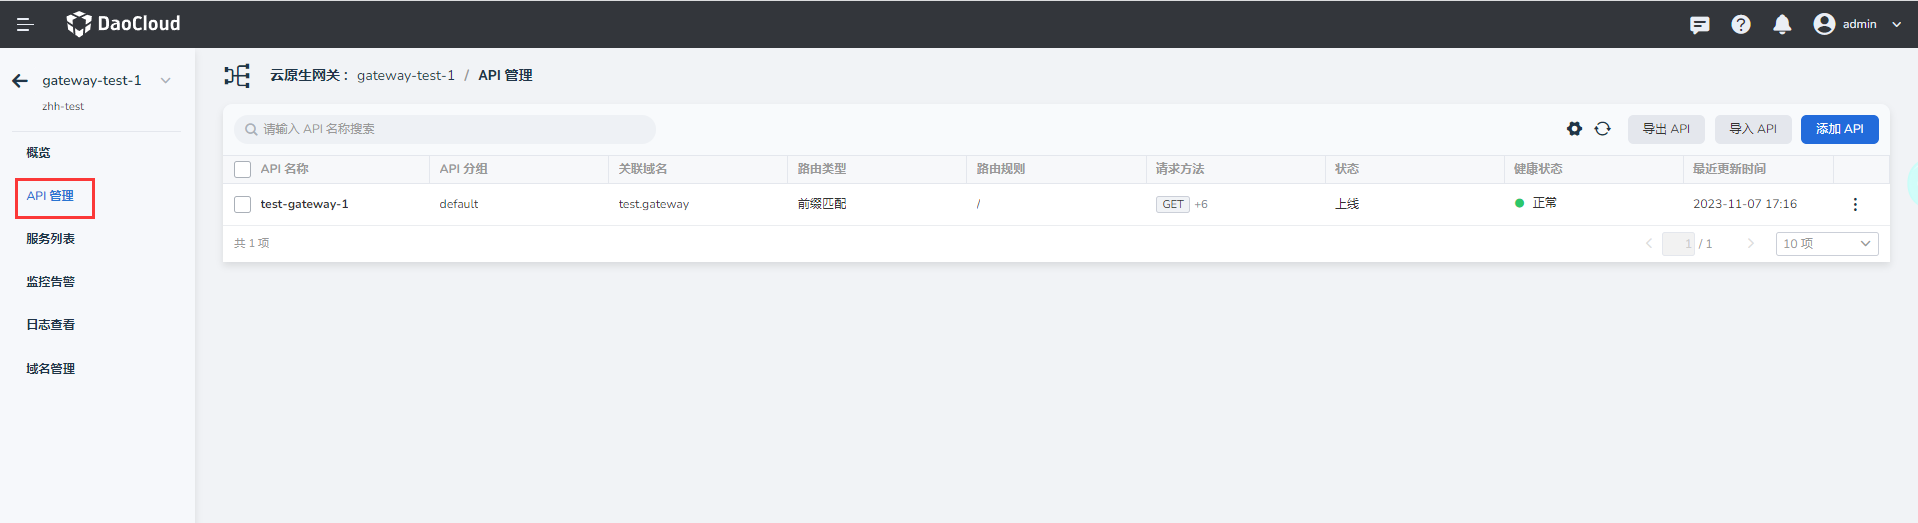 DaoCloud
admin
gateway-test-1
zhh-test
概览
API 管理
服务列表
监控告警
日志查看
域名管理
云原生网关： gateway-test-1 / API 管理
请输入 API 名称搜索
导出 API 导入 API 添加 API
API 名称 API 分组 关联域名 路由类型 路由规则 请求方法 状态 健康状态 最近更新时间
test-gateway-1 default test.gateway 前缀匹配 / GET +6 上线 正常 2023-11-07 17:16
共 1 项 1 / 1 10 项